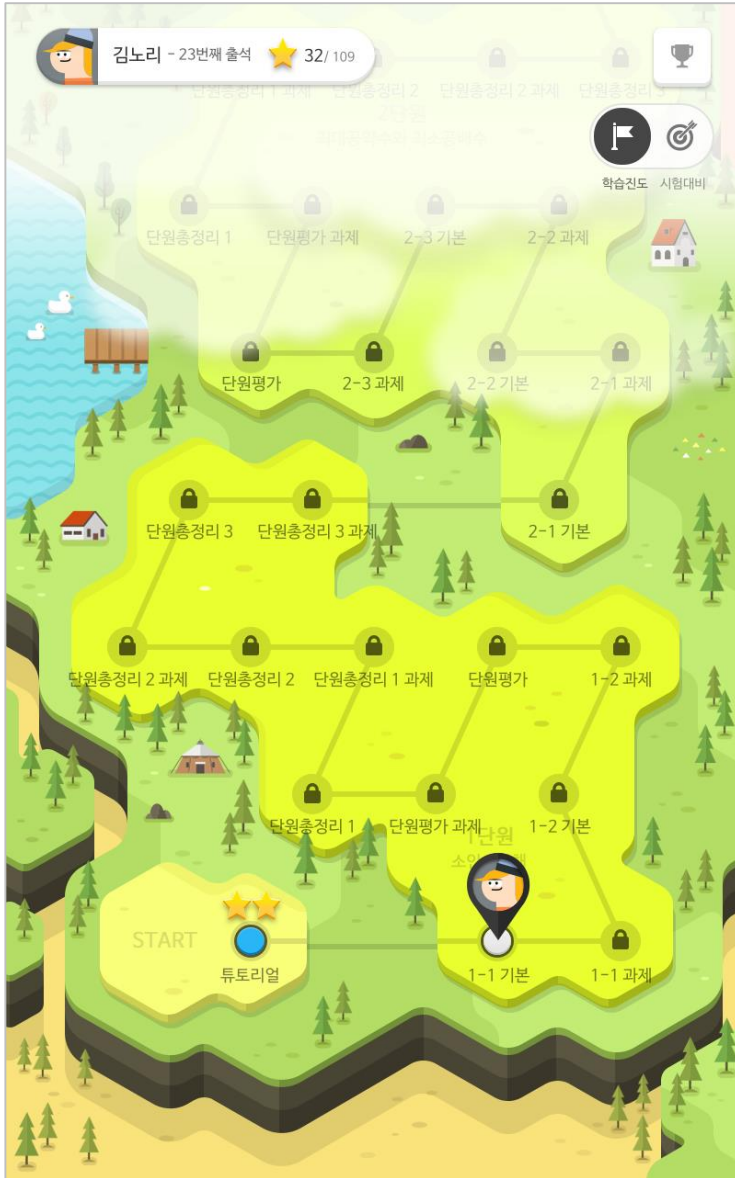 김노리 - 23번째 출석 32/ 109
단원총정리 1 과제 단원총정리 2 단원총정리 2 과제 단원총정리 3
2단원
학습진도 시험대비
단원총정리 1 단원평가 과제 2-3 기본 2-2 과제
단원평가 2-3 과제 2-2 기본 2-1 과제
단원총정리 3 단원총정리 3 과제 2-1 기본
단원총정리 2 과제 단원총정리 2 단원총정리 1 과제 단원평가 1-2 과제
단원총정리 1 단원평가 과제 1-2 기본
1단원
START
튜토리얼 1-1 기본 1-1 과제